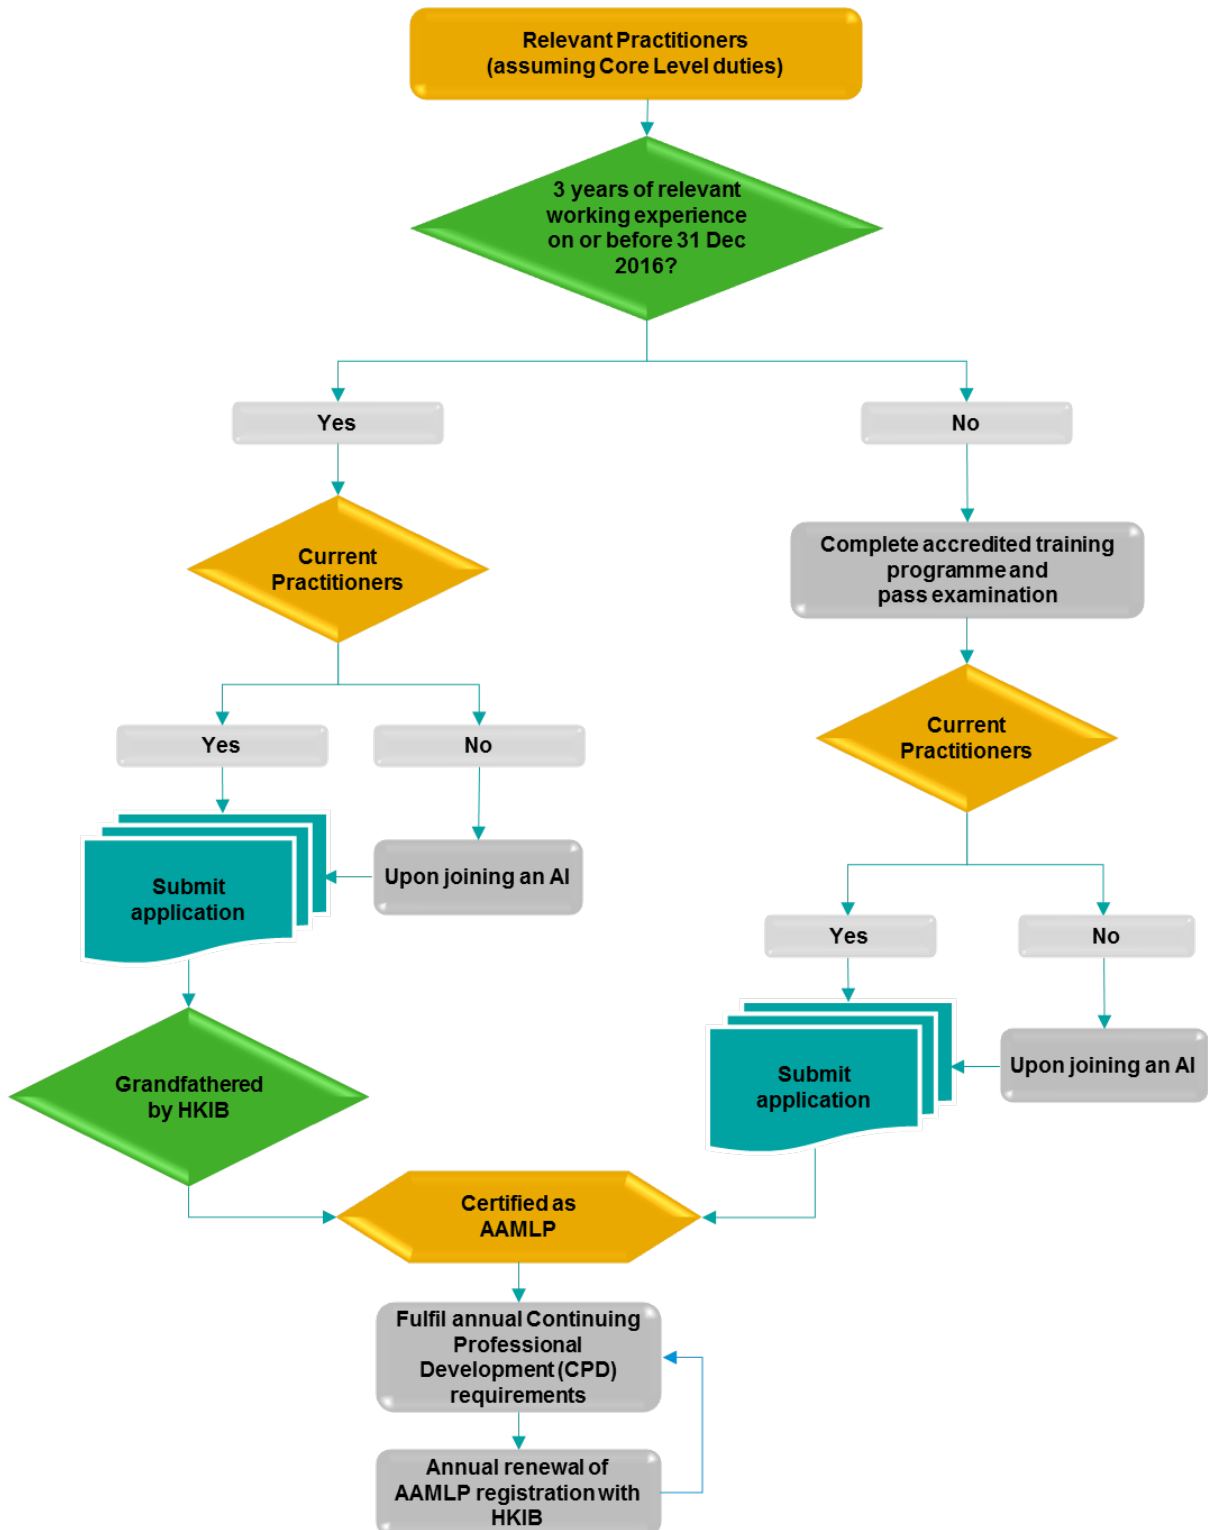 Relevant Practitioners
(assuming Core Level duties)
3 years of relevant
working experience
on or before 31 Dec
2016?
Yes
No
Current
Practitioners
Complete accredited training
programme and
pass examination
Yes
No
Current
Practitioners
Submit
application
Upon joining an AI
Yes
No
Grandfathered
by HKIB
Submit
application
Upon joining an AI
Certified as
AAMLP
Fulfil annual Continuing
Professional
Development (CPD)
requirements
Annual renewal of
AAMLP registration with
HKIB